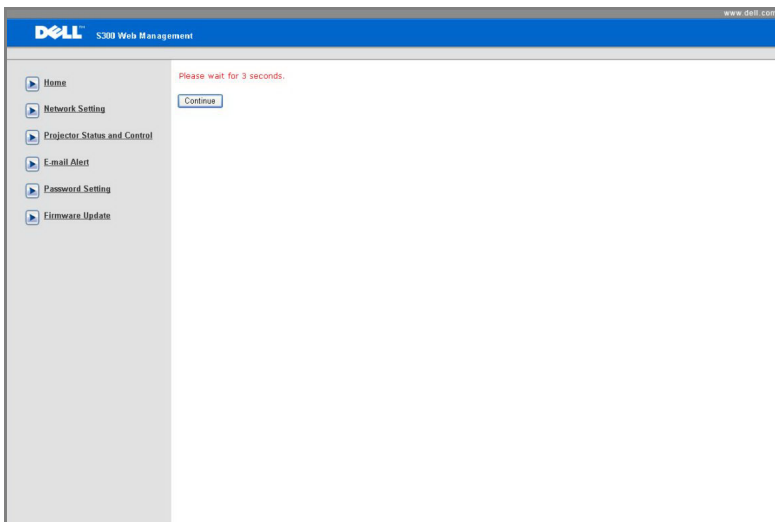 www.dell.com
DELL™ S300 Web Management
Home
Network Setting
Projector Status and Control
E-mail Alert
Password Setting
Firmware Update
Please wait for 3 seconds.
Continue